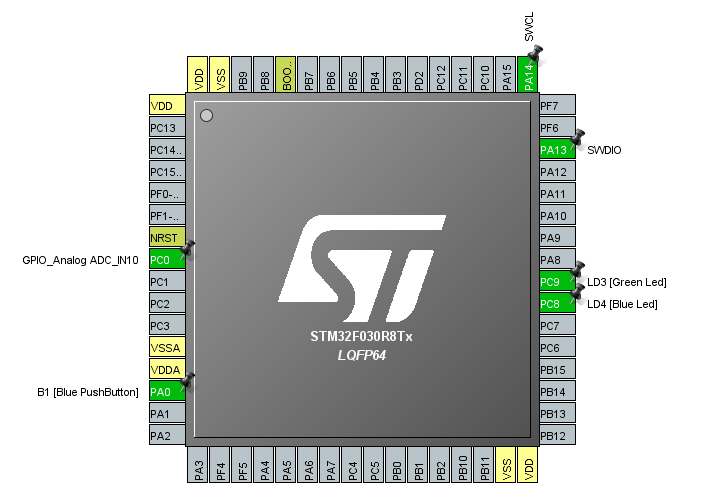 SWCL
VDD
VSS
PB9
PB8
BOO..
PB7
PB6
PB5
PB4
PB3
PD2
PC12
PC11
PC10
PA15
PA14
VDD
PC13
PC14..
PC15..
PF0-..
PF1-..
NRST
GPIO_Analog ADC_IN10 PC0
PC1
PC2
PC3
VSSA
VDDA
B1 [Blue PushButton] PA0
PA1
PA2
ST
STM32F030R8Tx
LQFP64
PF7
PF6
PA13 SWDIO
PA12
PA11
PA10
PA9
PA8
PC9 LD3 [Green Led]
PC8 LD4 [Blue Led]
PC7
PC6
PB15
PB14
PB13
PB12
PA3
PF4
PF5
PA4
PA5
PA6
PA7
PC4
PC5
PB0
PB1
PB2
PB10
PB11
VSS
VDD